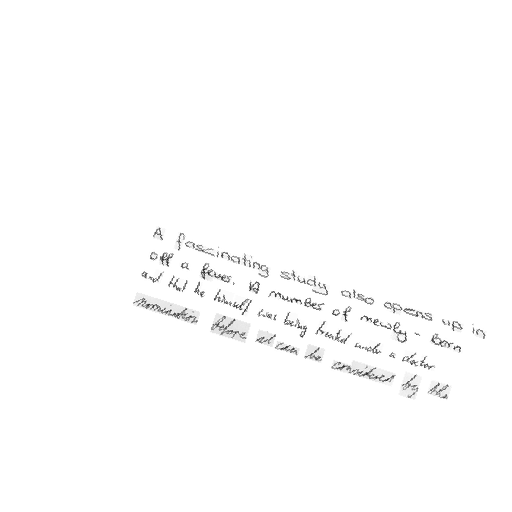 A fascinating study also opens up in
off a fever. A number of newly - born
and that he himself was being treated under a doctor
nomination before it can be considered by the